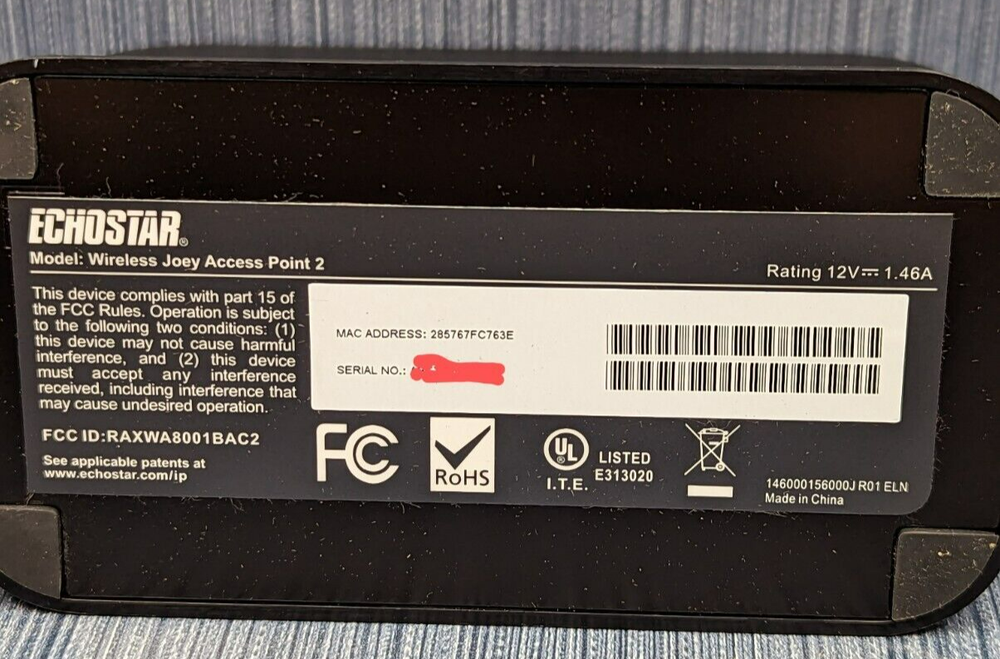 ECHOSTAR®
Model: Wireless Joey Access Point 2
Rating 12V⎓ 1.46A
This device complies with part 15 of
the FCC Rules. Operation is subject
to the following two conditions: (1)
this device may not cause harmful
interference, and (2) this device
must accept any interference
received, including interference that
may cause undesired operation.
MAC ADDRESS: 285767FC763E
SERIAL NO.:
FCC ID:RAXWA8001BAC2
See applicable patents at
www.echostar.com/ip
FC
RoHS
UL®
I.T.E.
LISTED
E313020
146000156000J R01 ELN
Made in China